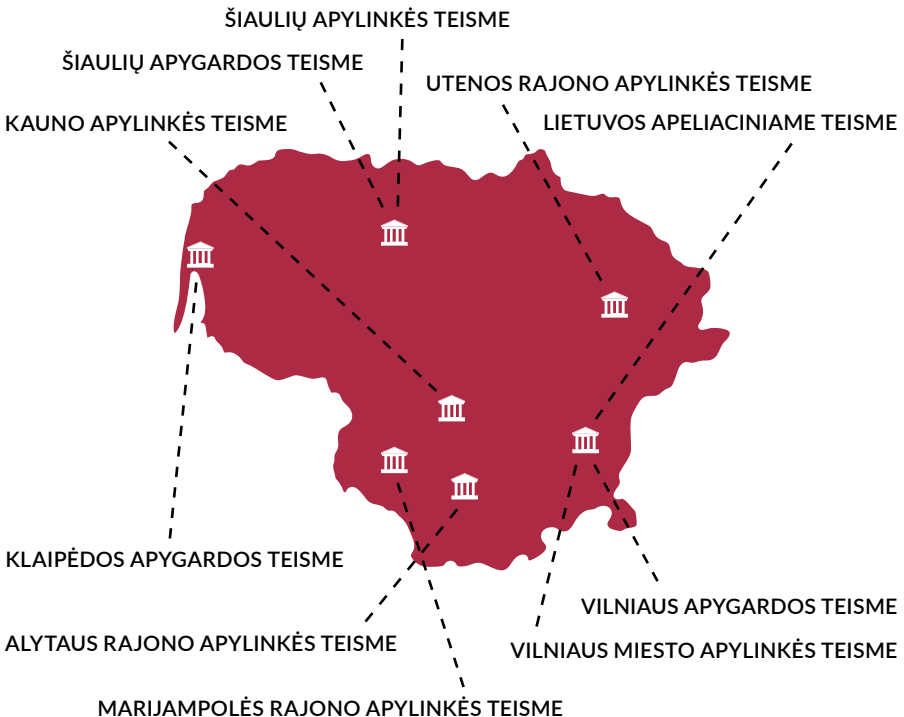 ŠIAULIŲ APYLINKĖS TEISME
ŠIAULIŲ APYGARDOS TEISME
UTENOS RAJONO APYLINKĖS TEISME
KAUNO APYLINKĖS TEISME
LIETUVOS APELIACINIAME TEISME
KLAIPĖDOS APYGARDOS TEISME
VILNIAUS APYGARDOS TEISME
ALYTAUS RAJONO APYLINKĖS TEISME
VILNIAUS MIESTO APYLINKĖS TEISME
MARIJAMPOLĖS RAJONO APYLINKĖS TEISME